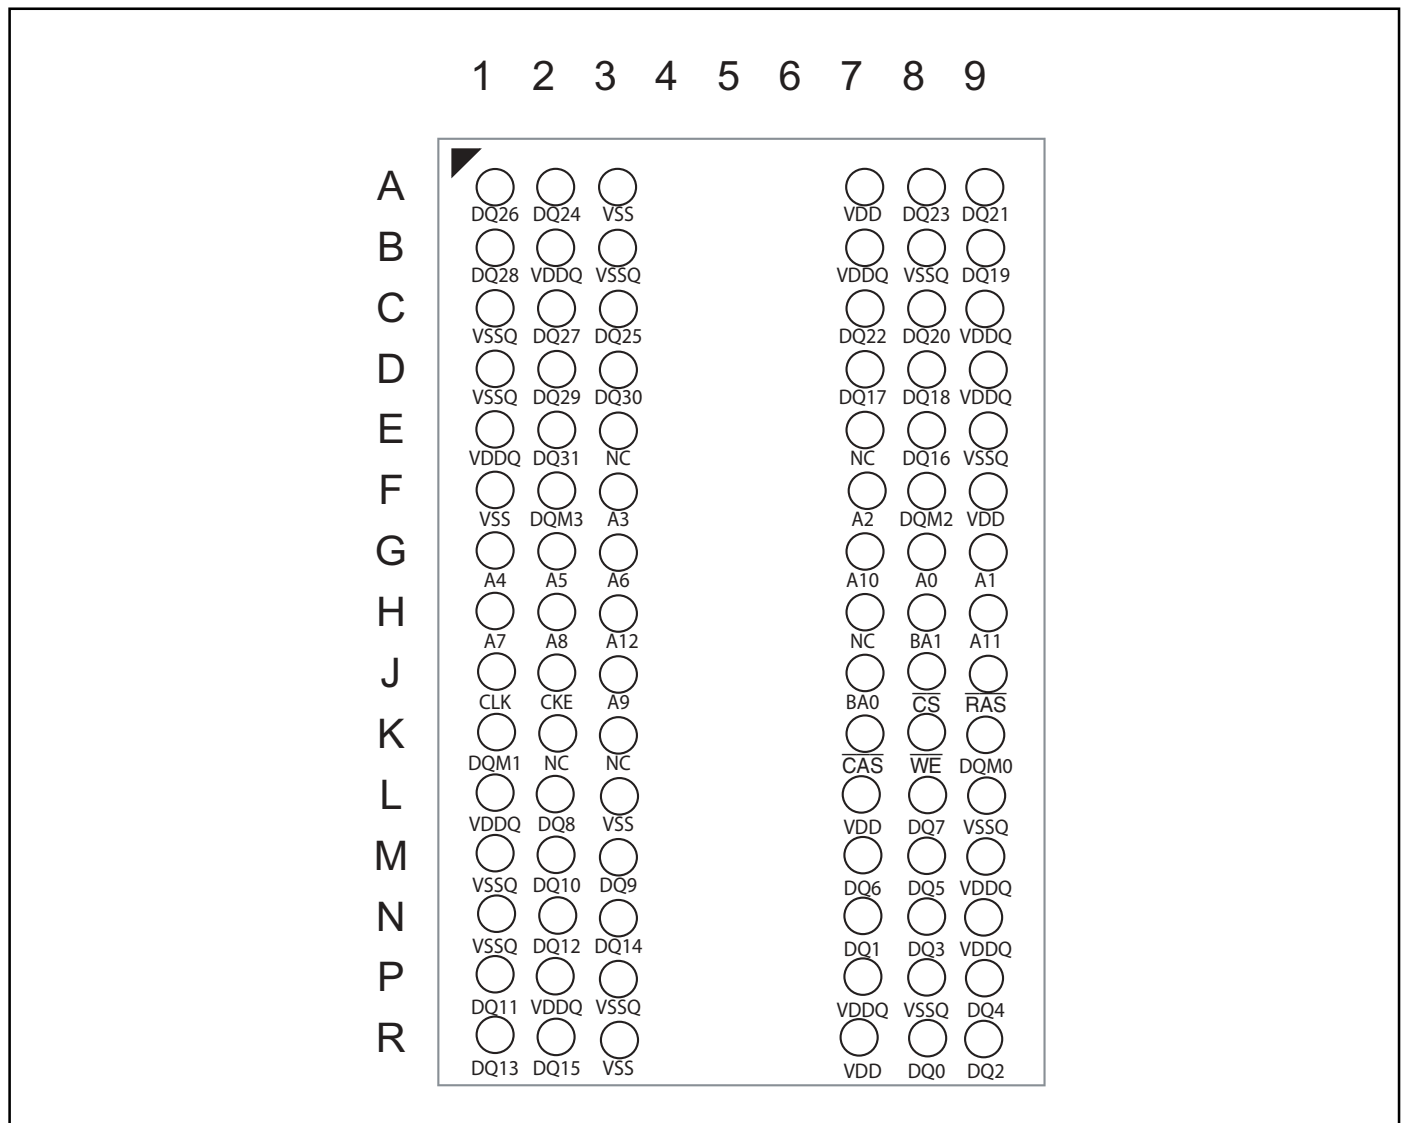 1 2 3 4 5 6 7 8 9
A
DQ26 DQ24 VSS VDD DQ23 DQ21
B
DQ28 VDDQ VSSQ VDDQ VSSQ DQ19
C
VSSQ DQ27 DQ25 DQ22 DQ20 VDDQ
D
VSSQ DQ29 DQ30 DQ17 DQ18 VDDQ
E
VDDQ DQ31 NC NC DQ16 VSSQ
F
VSS DQM3 A3 A2 DQM2 VDD
G
A4 A5 A6 A10 A0 A1
H
A7 A8 A12 NC BA1 A11
J
CLK CKE A9 BA0 C̅S̅ R̅A̅S̅
K
DQM1 NC NC C̅A̅S̅ W̅E̅ DQM0
L
VDDQ DQ8 VSS VDD DQ7 VSSQ
M
VSSQ DQ10 DQ9 DQ6 DQ5 VDDQ
N
VSSQ DQ12 DQ14 DQ1 DQ3 VDDQ
P
DQ11 VDDQ VSSQ VDDQ VSSQ DQ4
R
DQ13 DQ15 VSS VDD DQ0 DQ2